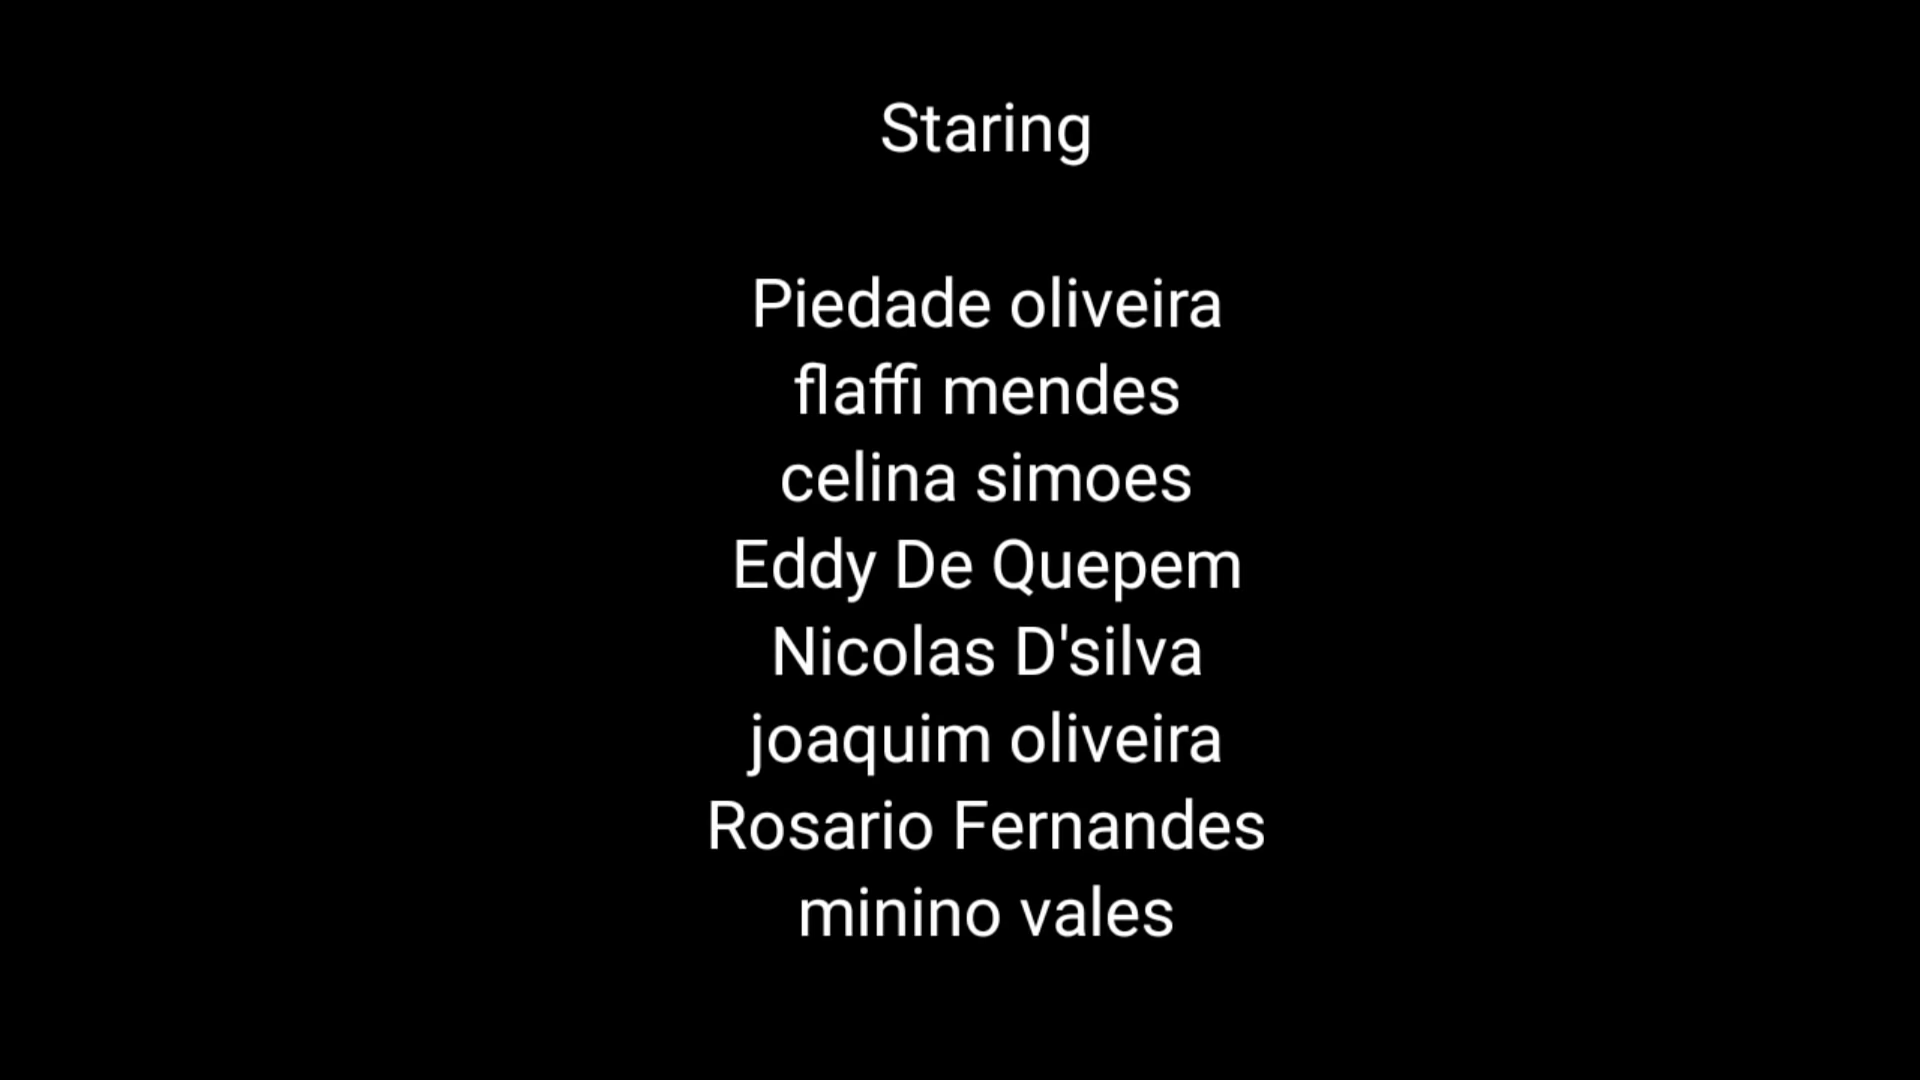 Staring
Piedade oliveira
flaffi mendes
celina simoes
Eddy De Quepem
Nicolas D'silva
joaquim oliveira
Rosario Fernandes
minino vales